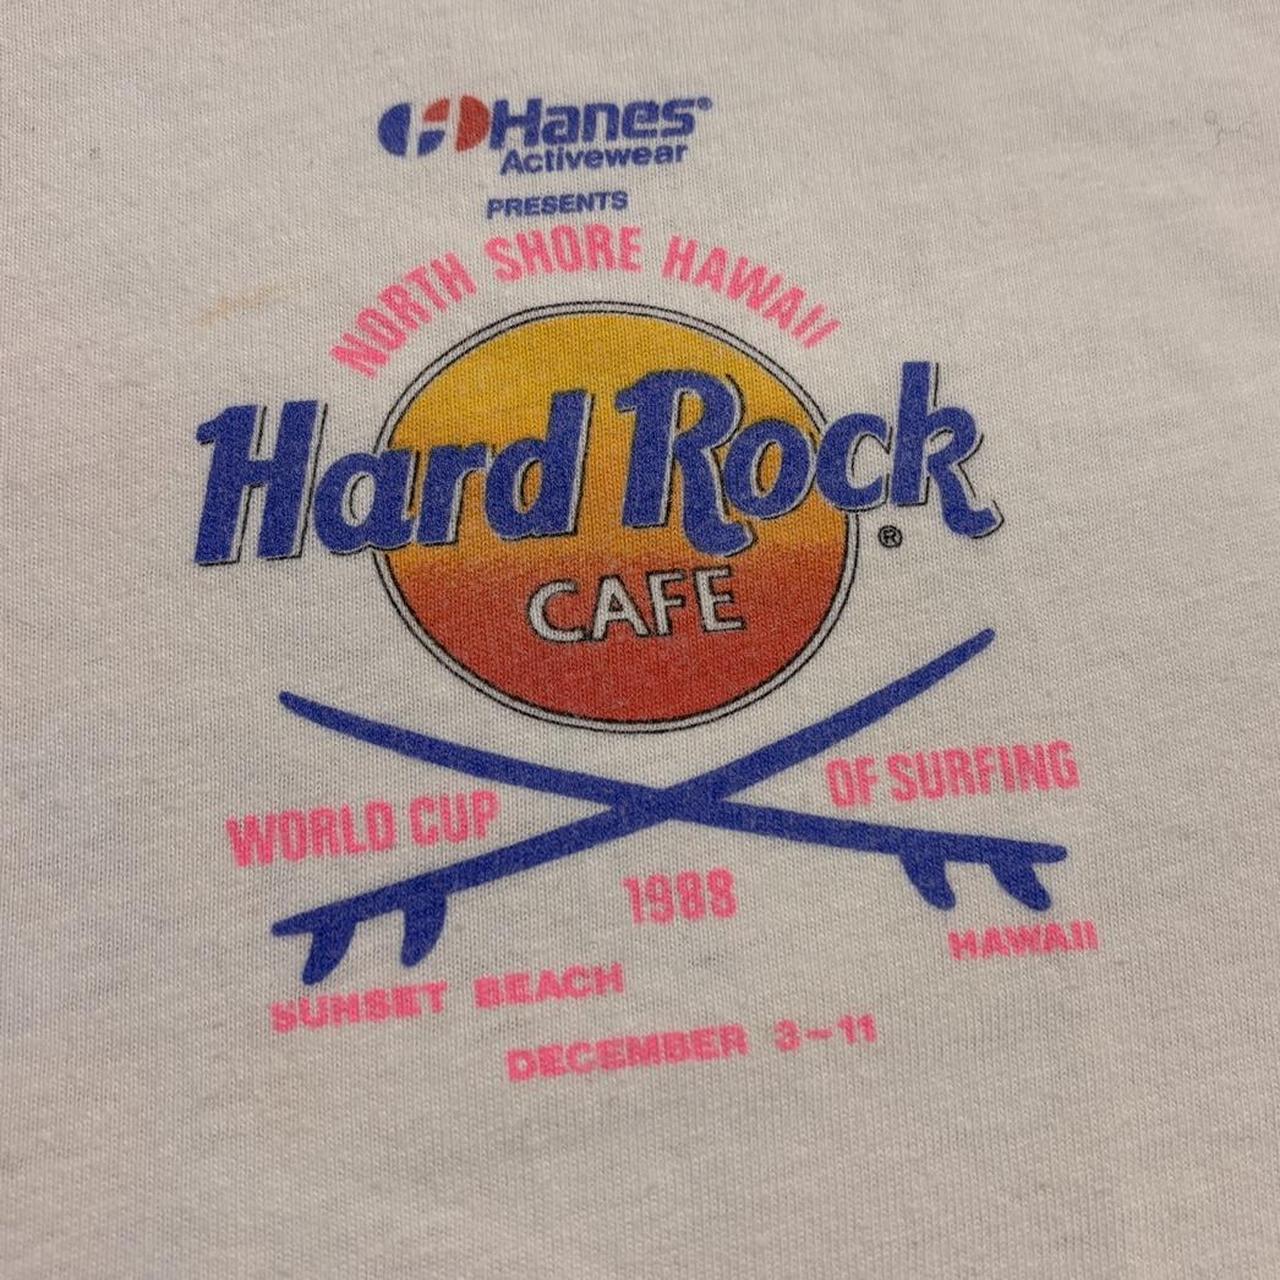 Hanes®
Activewear
PRESENTS
NORTH SHORE HAWAII
Hard Rock ®
CAFE
WORLD CUP OF SURFING
1988
SUNSET BEACH HAWAII
DECEMBER 3~11